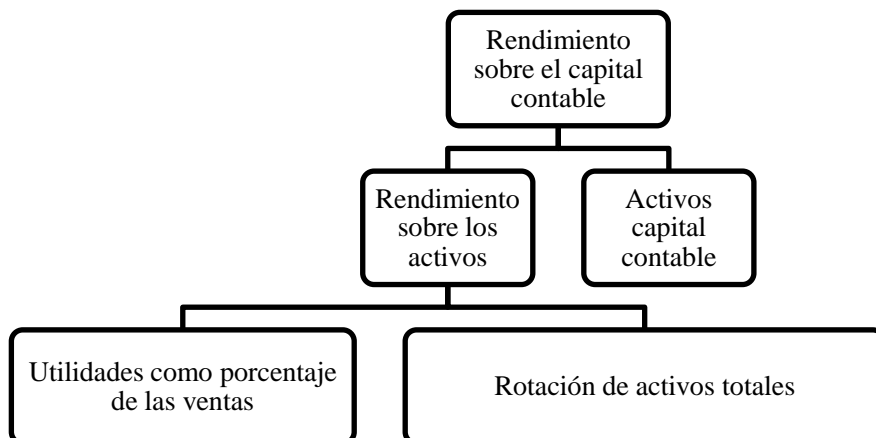 Rendimiento
sobre el capital
contable
Rendimiento
sobre los
activos
Activos
capital
contable
Utilidades como porcentaje
de las ventas
Rotación de activos totales